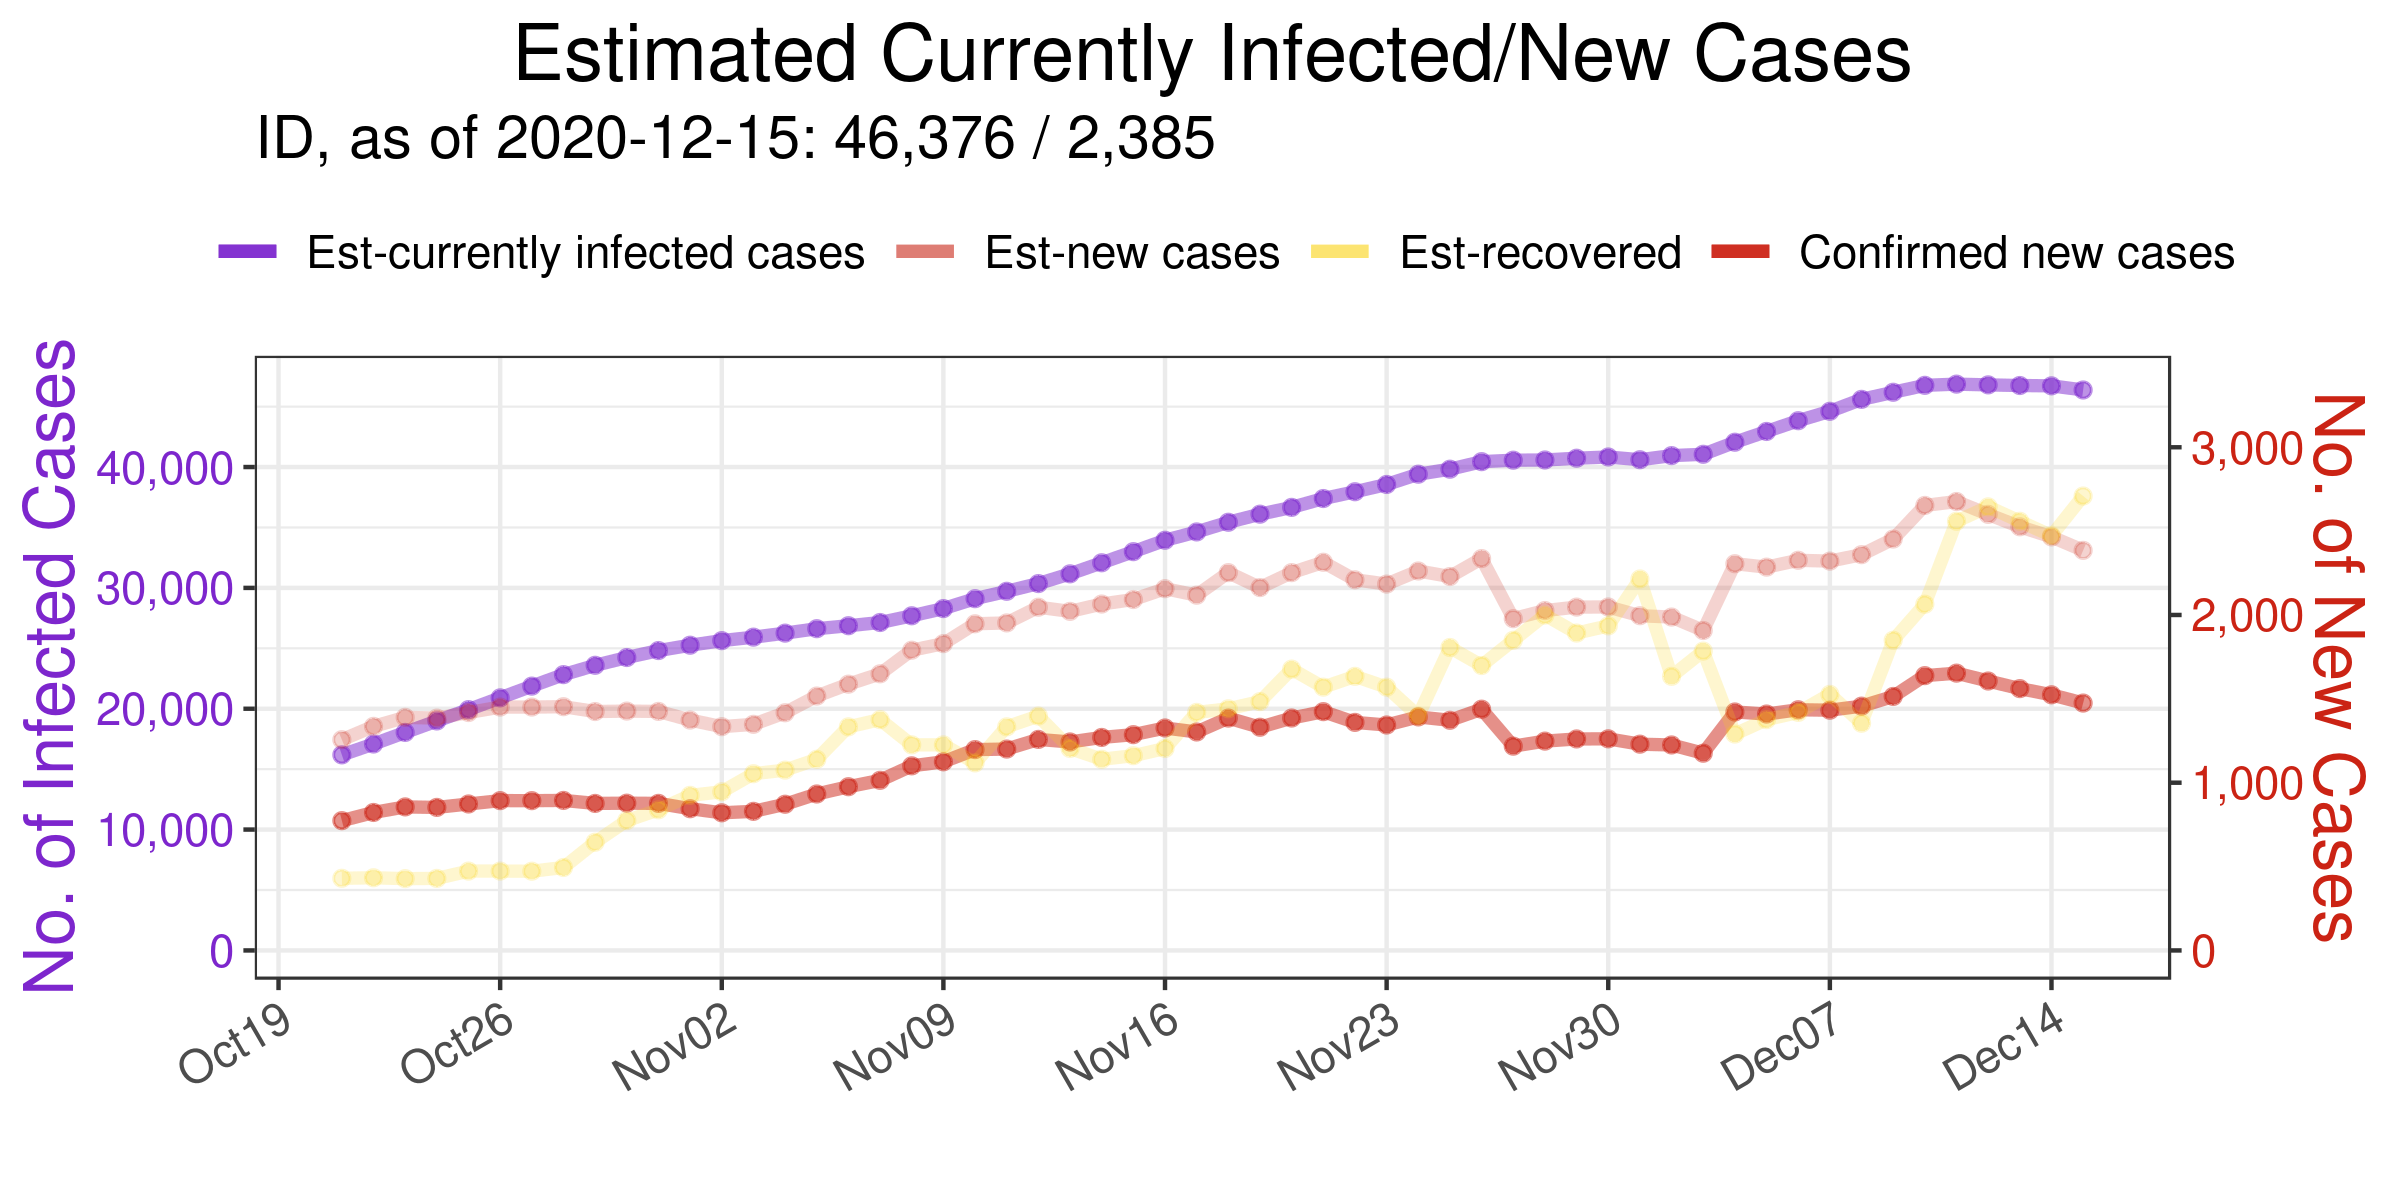 Estimated Currently Infected/New Cases
ID, as of 2020-12-15: 46,376 / 2,385
Est-currently infected cases Est-new cases Est-recovered Confirmed new cases
No. of Infected Cases
40,000
30,000
20,000
10,000
0
3,000
2,000
1,000
0
No. of New Cases
Oct19 Oct26 Nov02 Nov09 Nov16 Nov23 Nov30 Dec07 Dec14